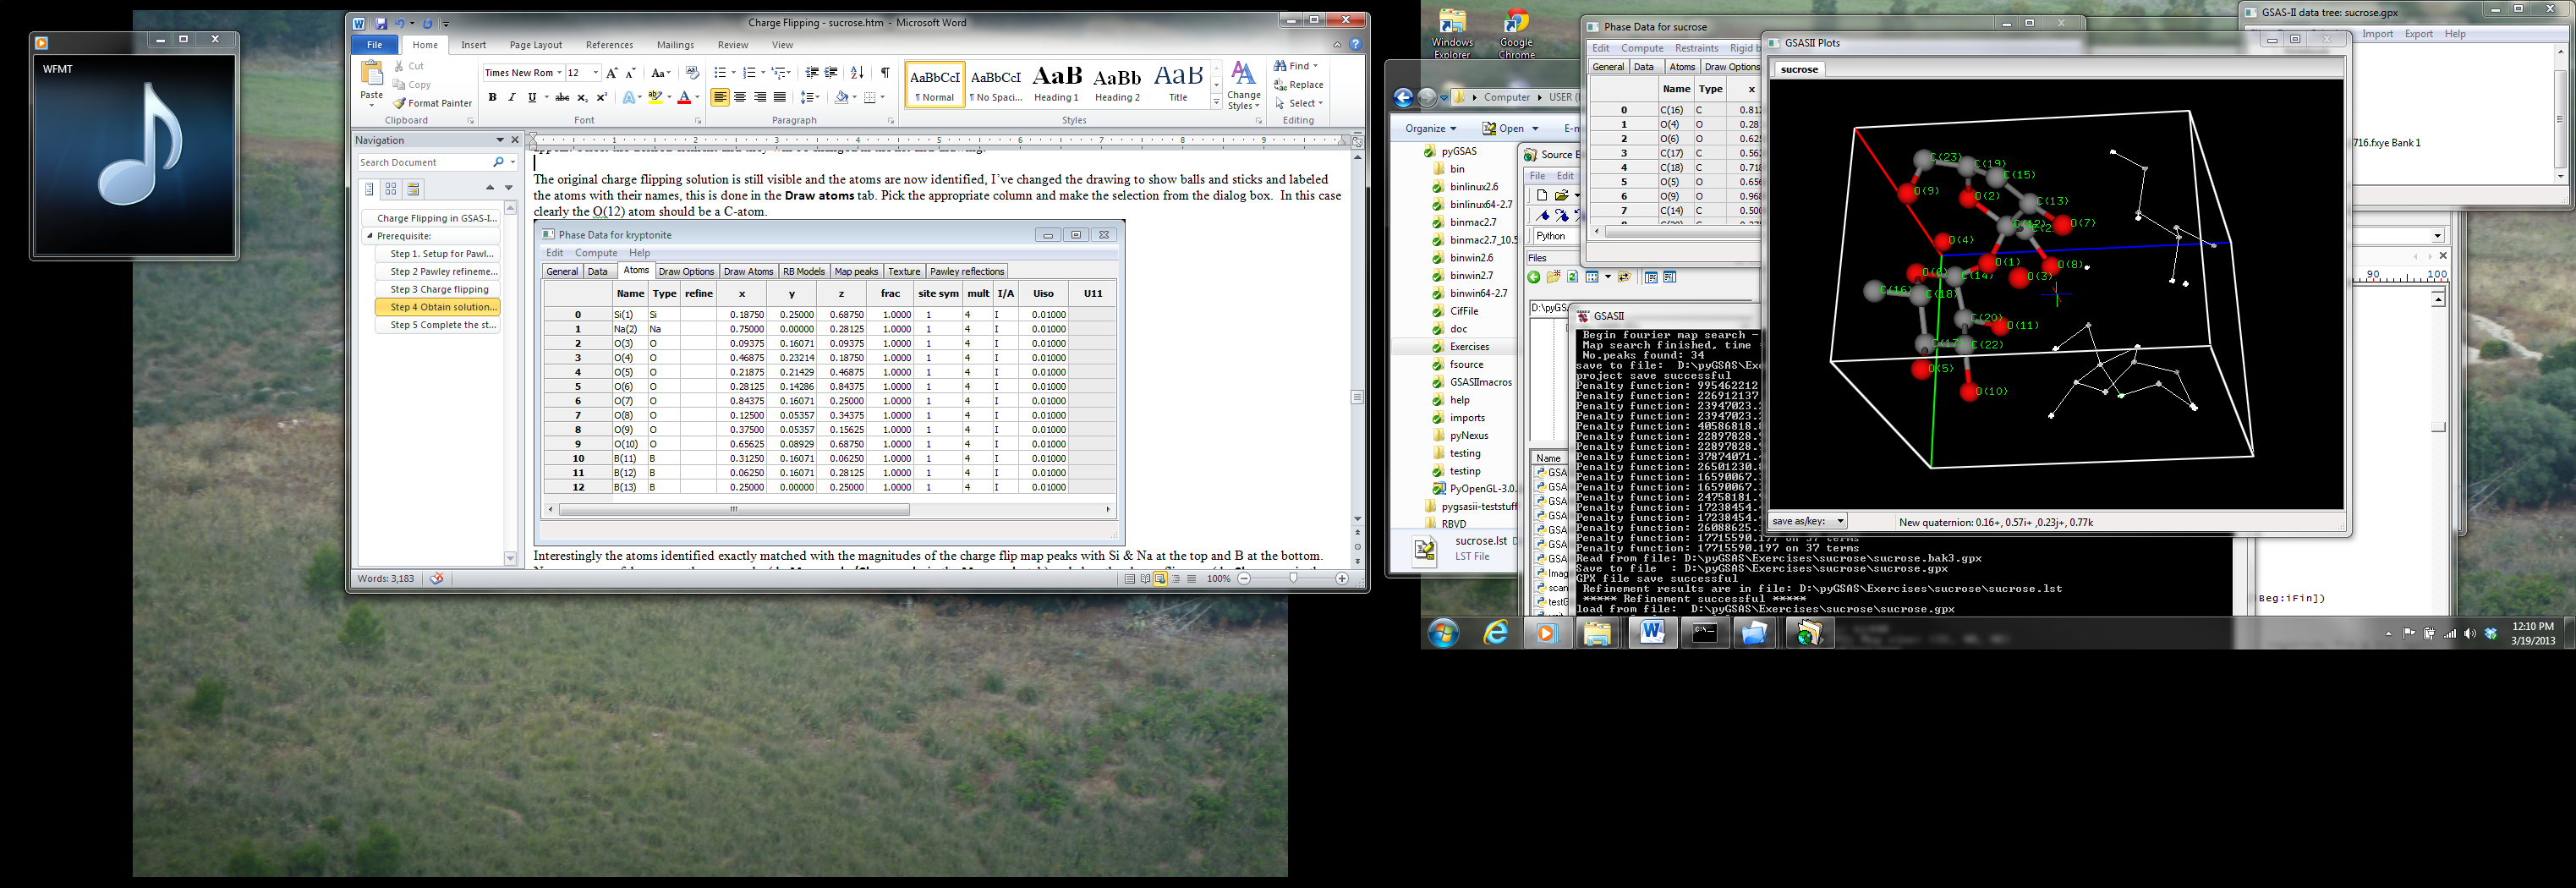 WFMT
Charge Flipping - sucrose.htm - Microsoft Word
File Home Insert Page Layout References Mailings Review View
Paste
Cut
Copy
Format Painter
Clipboard
Times New Rom 12
Font
Paragraph
AaBbCcI AaBbCcI AaB AaBb AaB
¶ Normal ¶ No Spaci... Heading 1 Heading 2 Title
Change Styles
Styles
Find
Replace
Select
Editing
Navigation
Search Document
Charge Flipping in GSAS-I...
Prerequisite:
Step 1. Setup for Pawl...
Step 2 Pawley refineme...
Step 3 Charge flipping
Step 4 Obtain solution...
Step 5 Complete the st...
The original charge flipping solution is still visible and the atoms are now identified, I've changed the drawing to show balls and sticks and labeled
the atoms with their names, this is done in the Draw atoms tab. Pick the appropriate column and make the selection from the dialog box. In this case
clearly the O(12) atom should be a C-atom.
Phase Data for kryptonite
Edit Compute Help
General Data Atoms Draw Options Draw Atoms RB Models Map peaks Texture Pawley reflections
Name Type refine x y z frac site sym mult I/A Uiso U11
0 Si(1) Si 0.18750 0.25000 0.68750 1.0000 1 4 I 0.01000
1 Na(2) Na 0.75000 0.00000 0.28125 1.0000 1 4 I 0.01000
2 O(3) O 0.09375 0.16071 0.09375 1.0000 1 4 I 0.01000
3 O(4) O 0.46875 0.23214 0.18750 1.0000 1 4 I 0.01000
4 O(5) O 0.21875 0.21429 0.46875 1.0000 1 4 I 0.01000
5 O(6) O 0.28125 0.14286 0.84375 1.0000 1 4 I 0.01000
6 O(7) O 0.84375 0.16071 0.25000 1.0000 1 4 I 0.01000
7 O(8) O 0.12500 0.05357 0.34375 1.0000 1 4 I 0.01000
8 O(9) O 0.37500 0.05357 0.15625 1.0000 1 4 I 0.01000
9 O(10) O 0.65625 0.08929 0.68750 1.0000 1 4 I 0.01000
10 B(11) B 0.31250 0.16071 0.06250 1.0000 1 4 I 0.01000
11 B(12) B 0.06250 0.16071 0.28125 1.0000 1 4 I 0.01000
12 B(13) B 0.25000 0.00000 0.25000 1.0000 1 4 I 0.01000
Interestingly the atoms identified exactly matched with the magnitudes of the charge flip map peaks with Si & Na at the top and B at the bottom.
Words: 3,183
100%
Windows Explorer
Google Chrome
Computer USER (
Organize Open E-n
pyGSAS
bin
binlinux2.6
binlinux64-2.7
binmac2.7
binmac2.7_10.5
binwin2.6
binwin2.7
binwin64-2.7
CifFile
doc
Exercises
fsource
GSASIImacros
help
imports
pyNexus
testing
testinp
PyOpenGL-3.0.
pygsasii-teststuff
RBVD
sucrose.lst
LST File
Source E
File Edit
Python
Files
D:\pyGS
Name
Phase Data for sucrose
Edit Compute Restraints Rigid b
General Data Atoms Draw Options
Name Type x
0 C(16) C 0.812
1 O(4) O 0.28
2 O(6) O 0.625
3 C(17) C 0.562
4 C(18) C 0.718
5 O(5) O 0.656
6 O(9) O 0.968
7 C(14) C 0.500
GSASII
Begin fourier map search -
Map search finished, time
No.peaks found: 34
save to file: D:\pyGSAS\Exe
project save successful
Penalty function: 995462212
Penalty function: 226912137
Penalty function: 23947023.
Penalty function: 23947023.
Penalty function: 40586818.
Penalty function: 22897828.
Penalty function: 22897828.
Penalty function: 37874071.
Penalty function: 26501230.
Penalty function: 16590067.
Penalty function: 16590067.
Penalty function: 24758181.
Penalty function: 17238454.
Penalty function: 17238454.
Penalty function: 26088625.
Penalty function: 17715590.
Penalty function: 17715590.197 on 37 terms
Read from file: D:\pyGSAS\Exercises\sucrose\sucrose.bak3.gpx
Save to file : D:\pyGSAS\Exercises\sucrose\sucrose.gpx
GPX file save successful
Refinement results are in file: D:\pyGSAS\Exercises\sucrose\sucrose.lst
***** Refinement successful *****
load from file: D:\pyGSAS\Exercises\sucrose\sucrose.gpx
GSASII Plots
sucrose
C(23)
C(19)
C(15)
O(9)
O(2)
C(13)
O(7)
O(4)
O(1)
O(8)
O(3)
C(14)
C(16)
C(18)
C(20)
O(11)
C(22)
O(5)
O(10)
save as/key:
New quaternion: 0.16+, 0.57i+ ,0.23j+, 0.77k
GSAS-II data tree: sucrose.gpx
Import Export Help
716.fxye Bank 1
90 100
Beg:iFin])
12:10 PM
3/19/2013